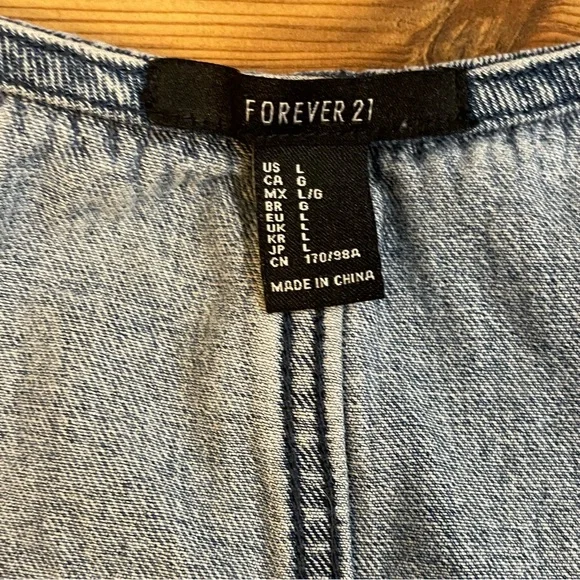 FOREVER 21
US L
CA G
MX L/G
BR G
EU L
UK L
KR L
JP L
CN 170/98A
MADE IN CHINA